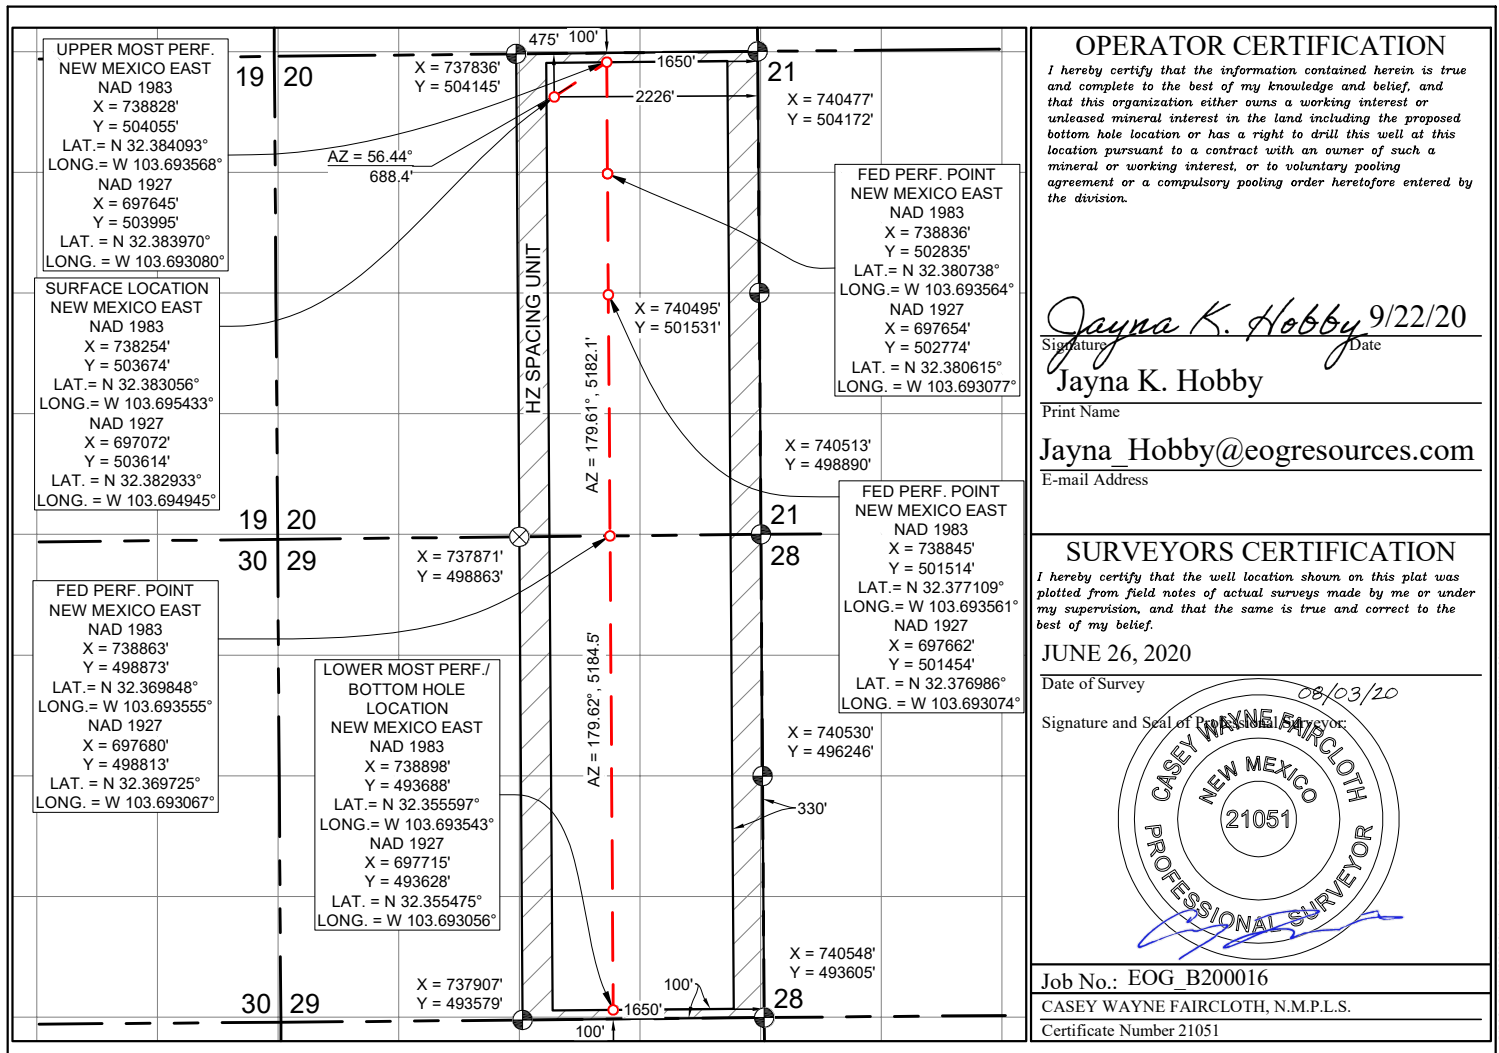 UPPER MOST PERF.
NEW MEXICO EAST
NAD 1983
X = 738828'
Y = 504055'
LAT.= N 32.384093°
LONG.= W 103.693568°
NAD 1927
X = 697645'
Y = 503995'
LAT. = N 32.383970°
LONG. = W 103.693080°
SURFACE LOCATION
NEW MEXICO EAST
NAD 1983
X = 738254'
Y = 503674'
LAT.= N 32.383056°
LONG.= W 103.695433°
NAD 1927
X = 697072'
Y = 503614'
LAT. = N 32.382933°
LONG. = W 103.694945°
FED PERF. POINT
NEW MEXICO EAST
NAD 1983
X = 738863'
Y = 498873'
LAT.= N 32.369848°
LONG.= W 103.693555°
NAD 1927
X = 697680'
Y = 498813'
LAT. = N 32.369725°
LONG. = W 103.693067°
19 20
19 20
30 29
30 29
475' 100'
X = 737836'
Y = 504145'
1650'
21
2226'
X = 740477'
Y = 504172'
AZ = 56.44°
688.4'
HZ SPACING UNIT
AZ = 179.61°, 5182.1'
X = 740495'
Y = 501531'
FED PERF. POINT
NEW MEXICO EAST
NAD 1983
X = 738836'
Y = 502835'
LAT.= N 32.380738°
LONG.= W 103.693564°
NAD 1927
X = 697654'
Y = 502774'
LAT. = N 32.380615°
LONG. = W 103.693077°
X = 740513'
Y = 498890'
21
28
X = 737871'
Y = 498863'
FED PERF. POINT
NEW MEXICO EAST
NAD 1983
X = 738845'
Y = 501514'
LAT.= N 32.377109°
LONG.= W 103.693561°
NAD 1927
X = 697662'
Y = 501454'
LAT. = N 32.376986°
LONG. = W 103.693074°
LOWER MOST PERF./
BOTTOM HOLE
LOCATION
NEW MEXICO EAST
NAD 1983
X = 738898'
Y = 493688'
LAT.= N 32.355597°
LONG.= W 103.693543°
NAD 1927
X = 697715'
Y = 493628'
LAT. = N 32.355475°
LONG. = W 103.693056°
AZ = 179.62°, 5184.5'
X = 740530'
Y = 496246'
330'
X = 740548'
Y = 493605'
X = 737907'
Y = 493579'
100'
1650'
28
100'
OPERATOR CERTIFICATION
I hereby certify that the information contained herein is true
and complete to the best of my knowledge and belief, and
that this organization either owns a working interest or
unleased mineral interest in the land including the proposed
bottom hole location or has a right to drill this well at this
location pursuant to a contract with an owner of such a
mineral or working interest, or to voluntary pooling
agreement or a compulsory pooling order heretofore entered by
the division.
Jayna K. Hobby 9/22/20
Signature Date
Jayna K. Hobby
Print Name
Jayna_Hobby@eogresources.com
E-mail Address
SURVEYORS CERTIFICATION
I hereby certify that the well location shown on this plat was
plotted from field notes of actual surveys made by me or under
my supervision, and that the same is true and correct to the
best of my belief.
JUNE 26, 2020
Date of Survey
08/03/20
Signature and Seal of Professional Surveyor:
CASEY WAYNE FAIRCLOTH
NEW MEXICO
21051
PROFESSIONAL SURVEYOR
Job No.: EOG_B200016
CASEY WAYNE FAIRCLOTH, N.M.P.L.S.
Certificate Number 21051